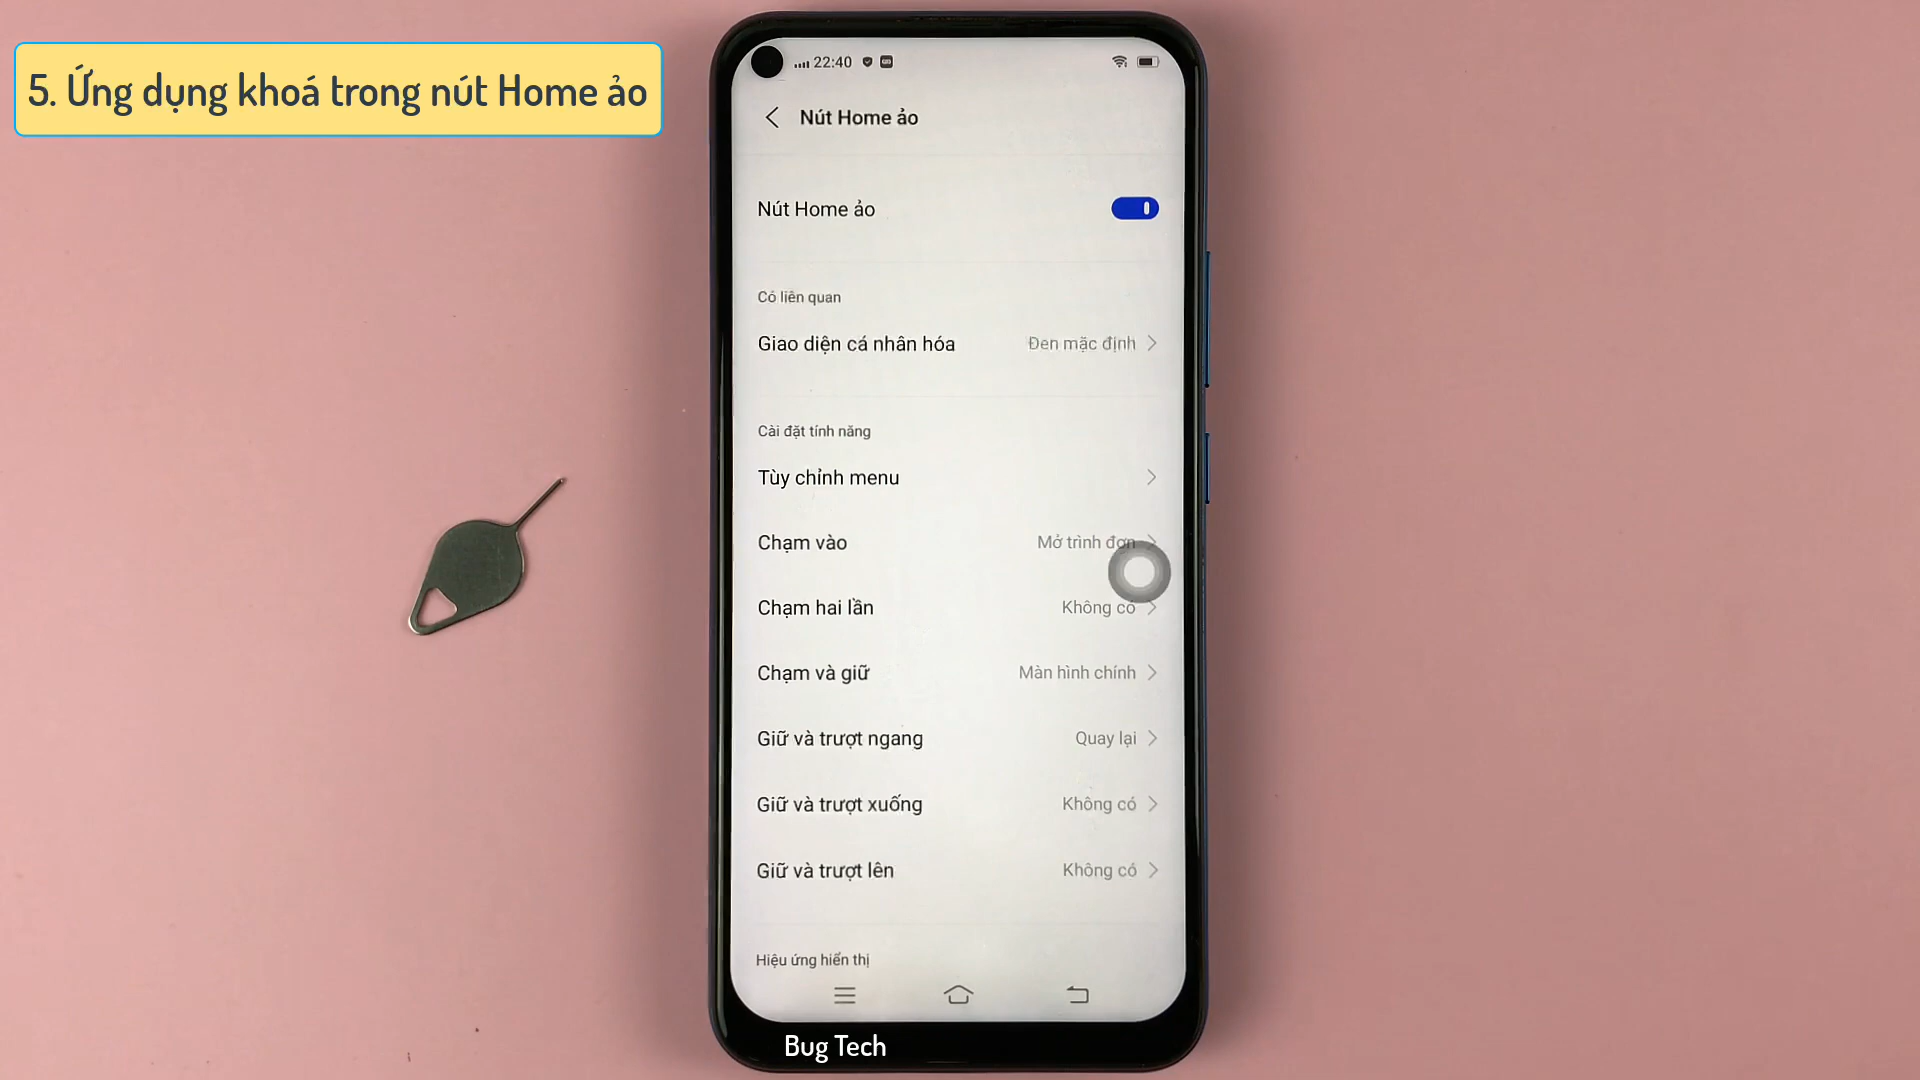 5. Ứng dụng khoá trong nút Home ảo
22:40
Nút Home ảo
Nút Home ảo
Có liên quan
Giao diện cá nhân hóa Đen mặc định
Cài đặt tính năng
Tùy chỉnh menu
Chạm vào Mở trình đơn
Chạm hai lần Không có
Chạm và giữ Màn hình chính
Giữ và trượt ngang Quay lại
Giữ và trượt xuống Không có
Giữ và trượt lên Không có
Hiệu ứng hiển thị
Bug Tech